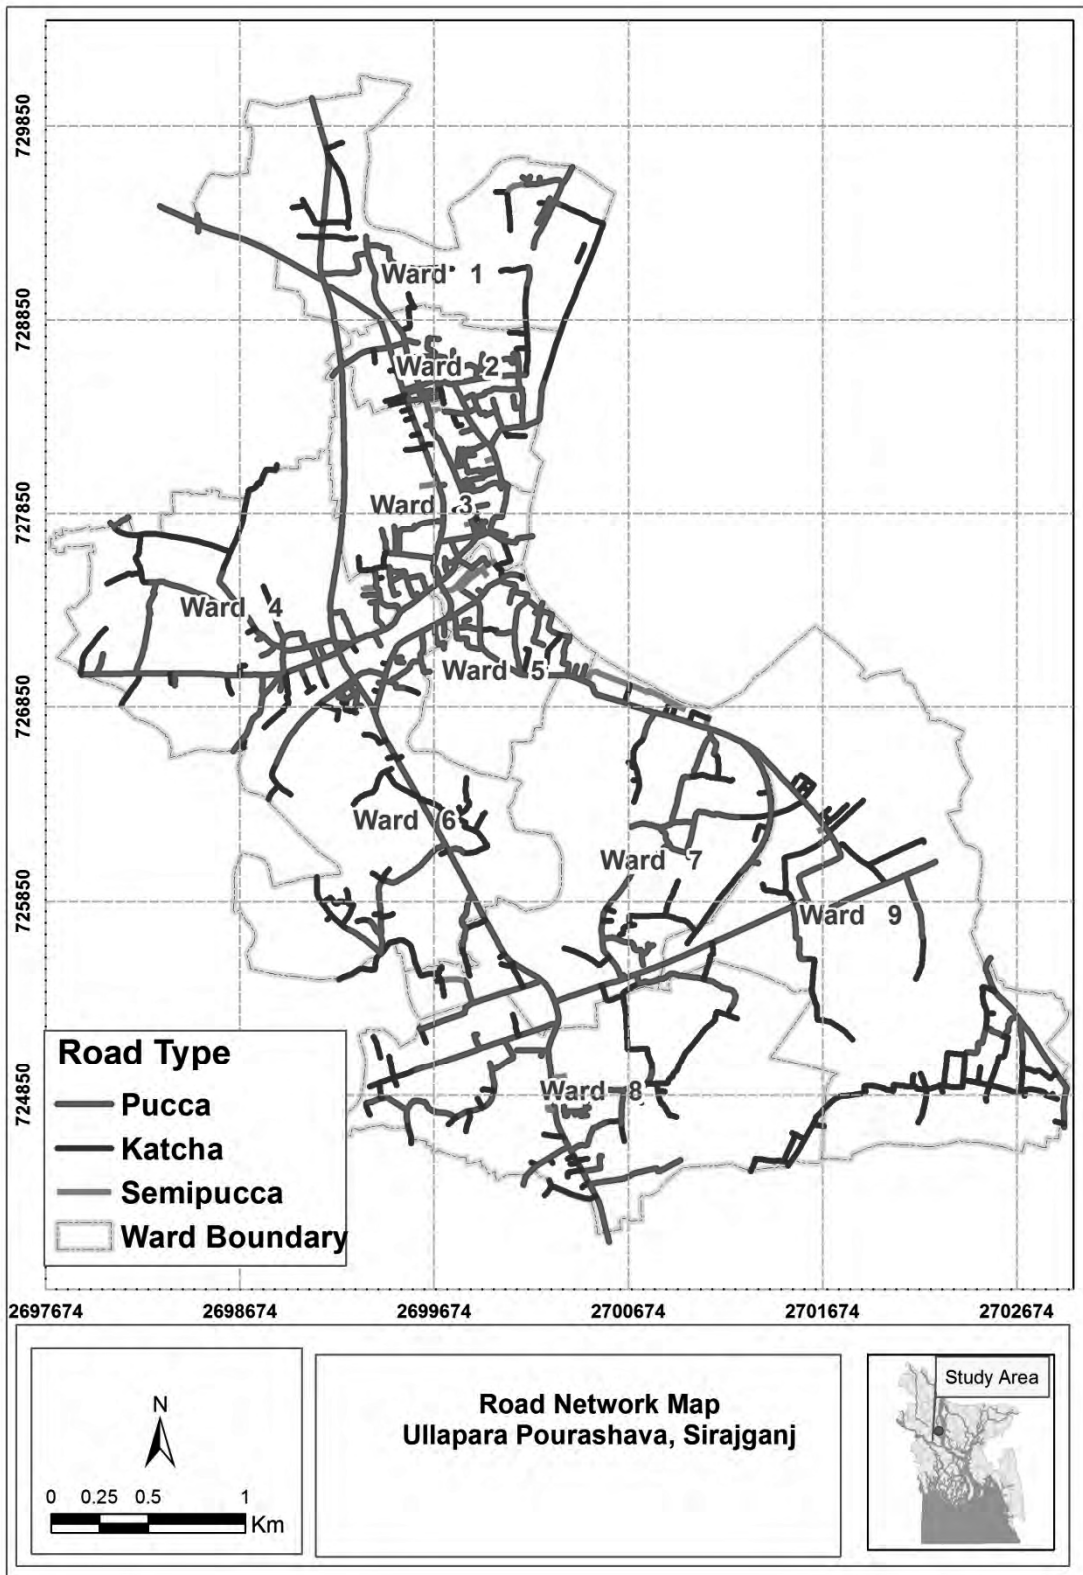 729850
728850
727850
726850
725850
724850
Ward 1
Ward 2
Ward 3
Ward 4
Ward 5
Ward 6
Ward 7
Ward 9
Ward 8
Road Type
Pucca
Katcha
Semipucca
Ward Boundary
2697674 2698674 2699674 2700674 2701674 2702674
N
0 0.25 0.5 1
Km
Road Network Map
Ullapara Pourashava, Sirajganj
Study Area